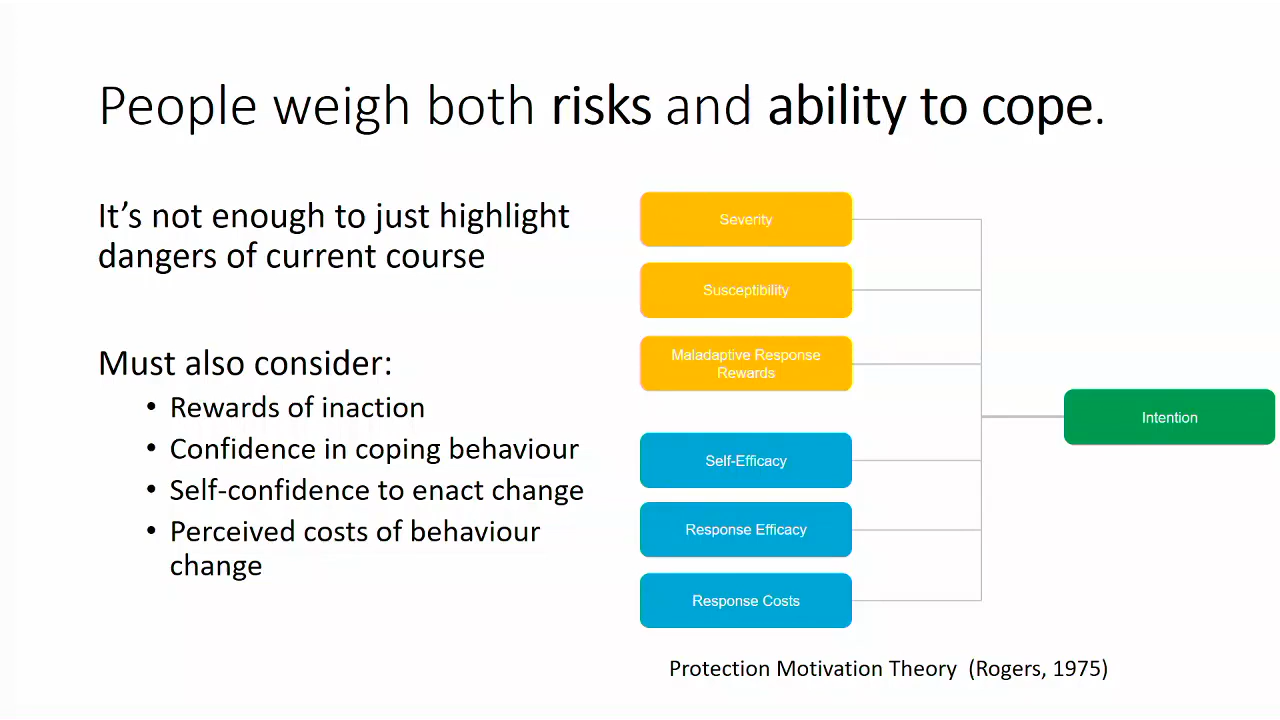 People weigh both risks and ability to cope.
It’s not enough to just highlight
dangers of current course
Must also consider:
• Rewards of inaction
• Confidence in coping behaviour
• Self-confidence to enact change
• Perceived costs of behaviour
change
Severity
Susceptibility
Maladaptive Response
Rewards
Self-Efficacy
Response Efficacy
Response Costs
Intention
Protection Motivation Theory (Rogers, 1975)